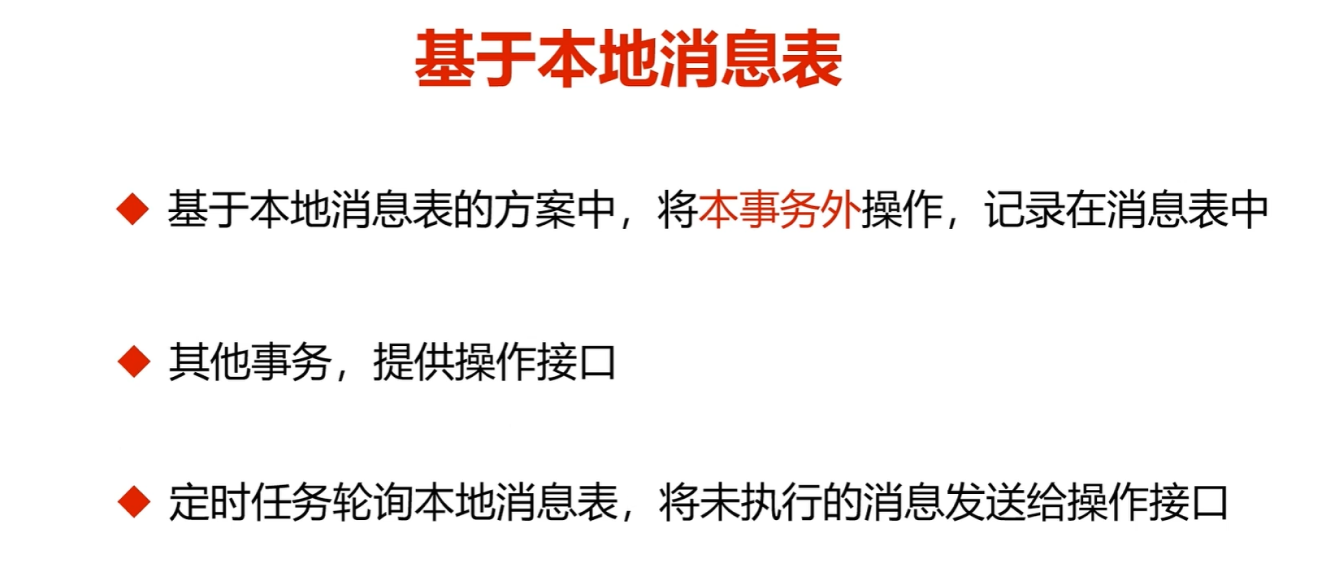 基于本地消息表
基于本地消息表的方案中，将本事务外操作，记录在消息表中
其他事务，提供操作接口
定时任务轮询本地消息表，将未执行的消息发送给操作接口